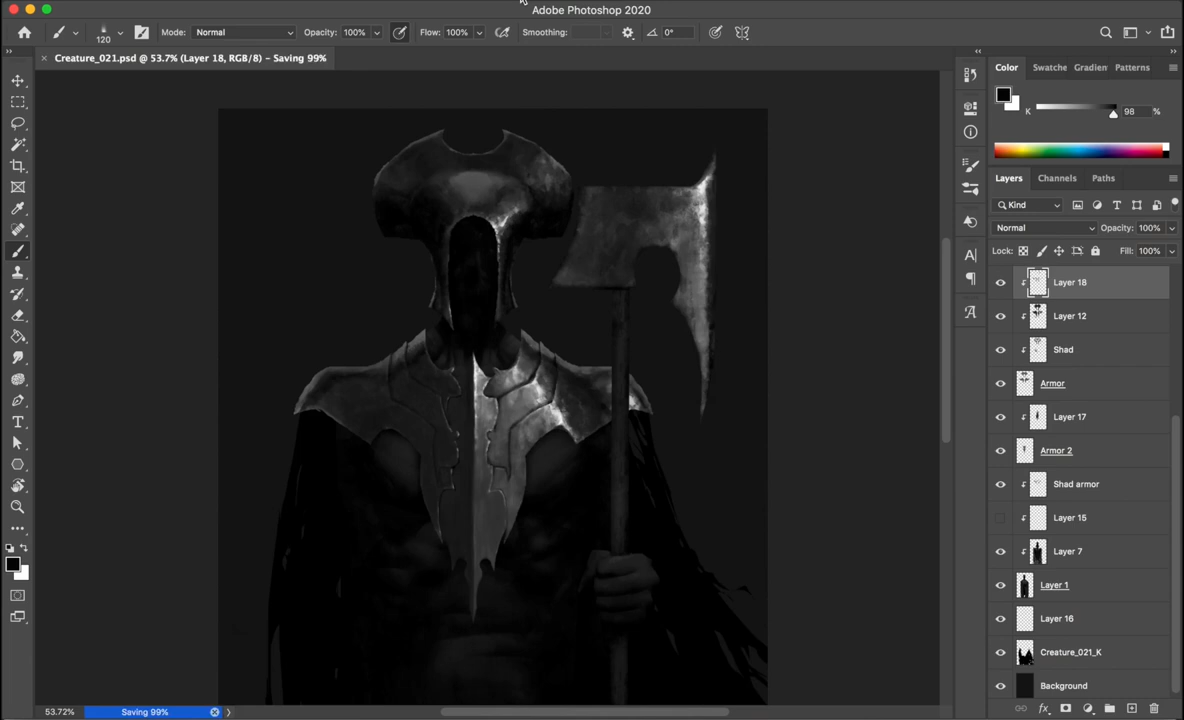 Adobe Photoshop 2020
120
Mode: Normal
Opacity: 100%
Flow: 100%
Smoothing:
0°
Creature_021.psd @ 53.7% (Layer 18, RGB/8) – Saving 99%
Color
Swatche
Gradien
Patterns
K
98
%
Layers
Channels
Paths
Kind
Normal
Opacity: 100%
Lock:
Fill: 100%
Layer 18
Layer 12
Shad
Armor
Layer 17
Armor 2
Shad armor
Layer 15
Layer 7
Layer 1
Layer 16
Creature_021_K
Background
53.72%
Saving 99%